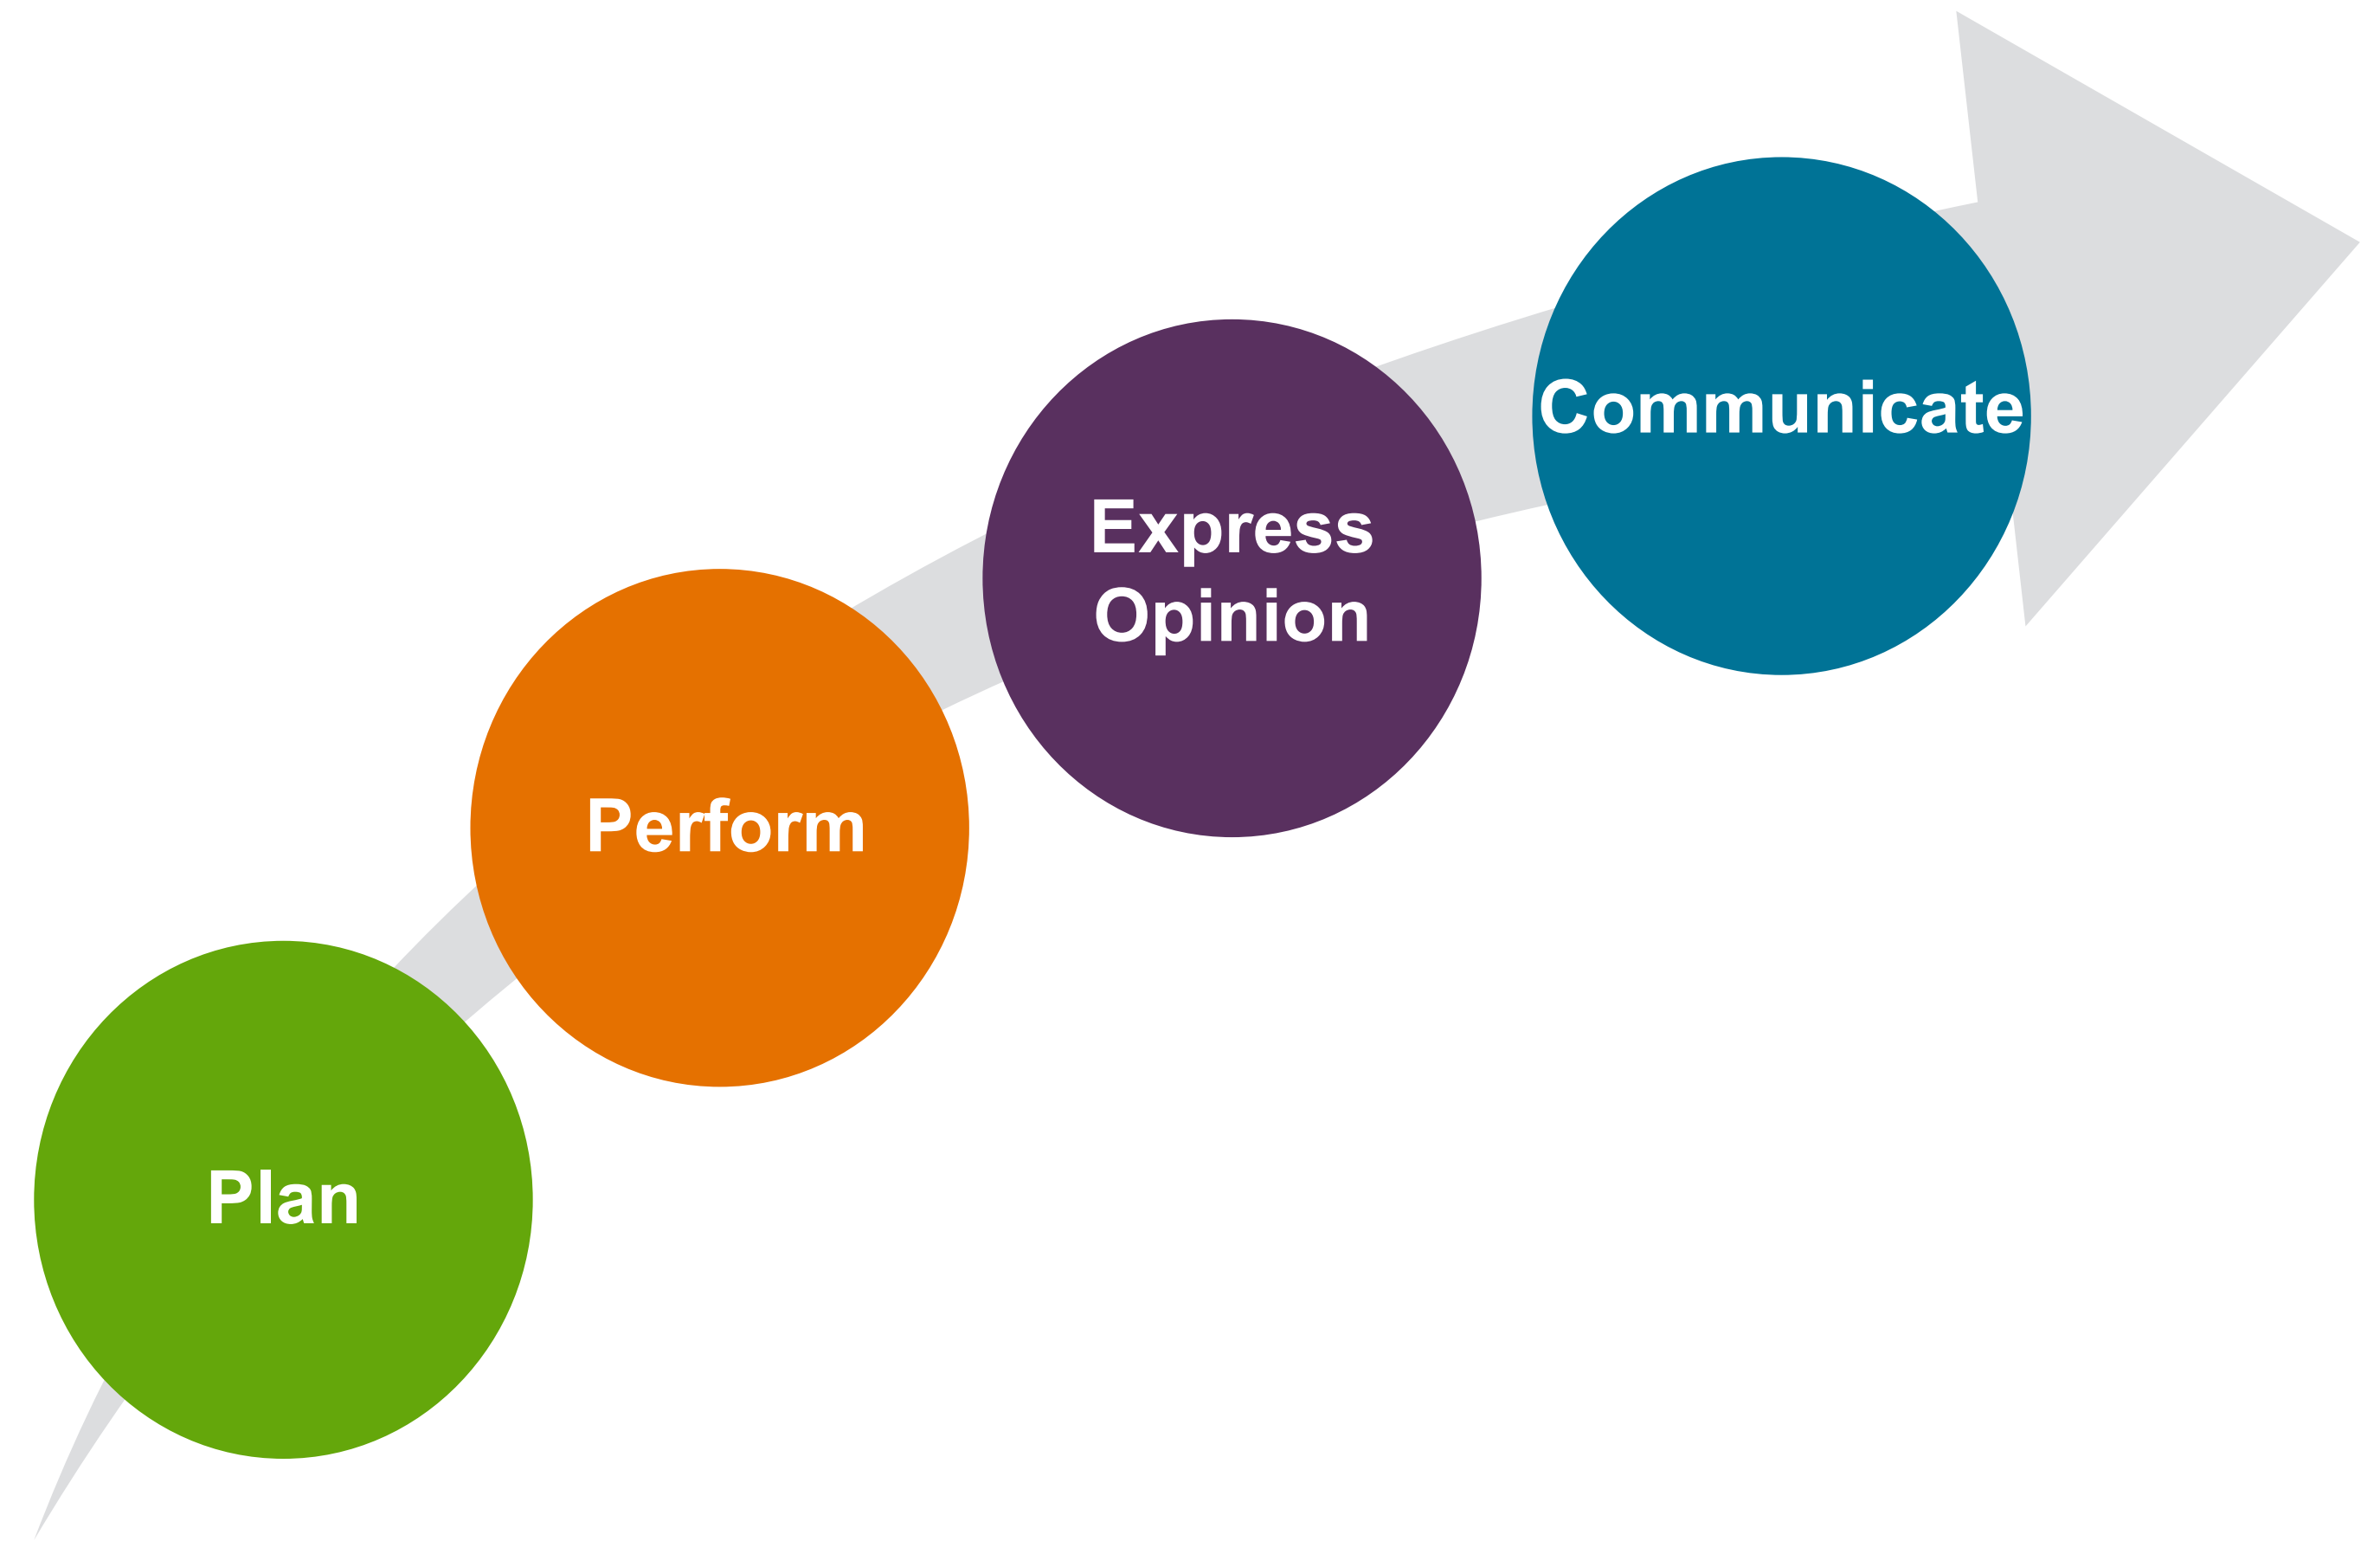 Plan
Perform
Express
Opinion
Communicate